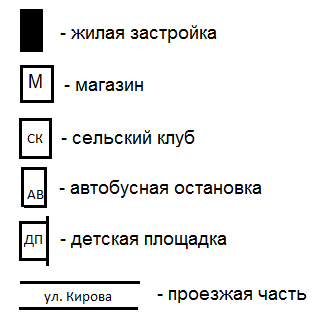 - жилая застройка
М - магазин
СК - сельский клуб
АВ - автобусная остановка
ДП - детская площадка
ул. Кирова - проезжая часть